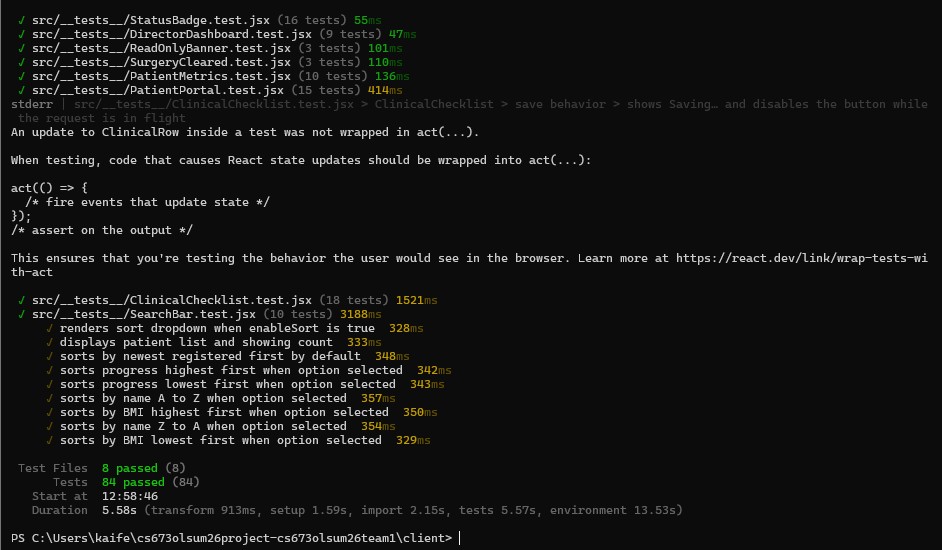 ✓ src/__tests__/StatusBadge.test.jsx (16 tests) 55ms
✓ src/__tests__/DirectorDashboard.test.jsx (9 tests) 47ms
✓ src/__tests__/ReadOnlyBanner.test.jsx (3 tests) 101ms
✓ src/__tests__/SurgeryCleared.test.jsx (3 tests) 110ms
✓ src/__tests__/PatientMetrics.test.jsx (10 tests) 136ms
✓ src/__tests__/PatientPortal.test.jsx (15 tests) 414ms
stderr | src/__tests__/ClinicalChecklist.test.jsx > ClinicalChecklist > save behavior > shows Saving… and disables the button while
the request is in flight
An update to ClinicalRow inside a test was not wrapped in act(...).
When testing, code that causes React state updates should be wrapped into act(...):
act(() => {
/* fire events that update state */
});
/* assert on the output */
This ensures that you're testing the behavior the user would see in the browser. Learn more at https://react.dev/link/wrap-tests-wi
th-act
✓ src/__tests__/ClinicalChecklist.test.jsx (18 tests) 1521ms
✓ src/__tests__/SearchBar.test.jsx (10 tests) 3188ms
✓ renders sort dropdown when enableSort is true 328ms
✓ displays patient list and showing count 333ms
✓ sorts by newest registered first by default 348ms
✓ sorts progress highest first when option selected 342ms
✓ sorts progress lowest first when option selected 343ms
✓ sorts by name A to Z when option selected 357ms
✓ sorts by BMI highest first when option selected 350ms
✓ sorts by name Z to A when option selected 354ms
✓ sorts by BMI lowest first when option selected 329ms
Test Files 8 passed (8)
Tests 84 passed (84)
Start at 12:58:46
Duration 5.58s (transform 913ms, setup 1.59s, import 2.15s, tests 5.57s, environment 13.53s)
PS C:\Users\kaife\cs673olsum26project-cs673olsum26team1\client>